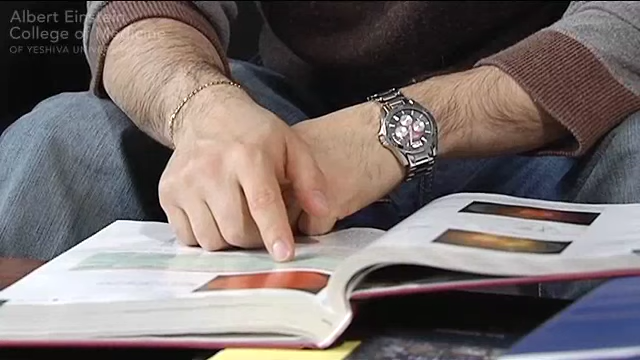 Albert Einstein
College of Medicine
OF YESHIVA UNIVERSITY